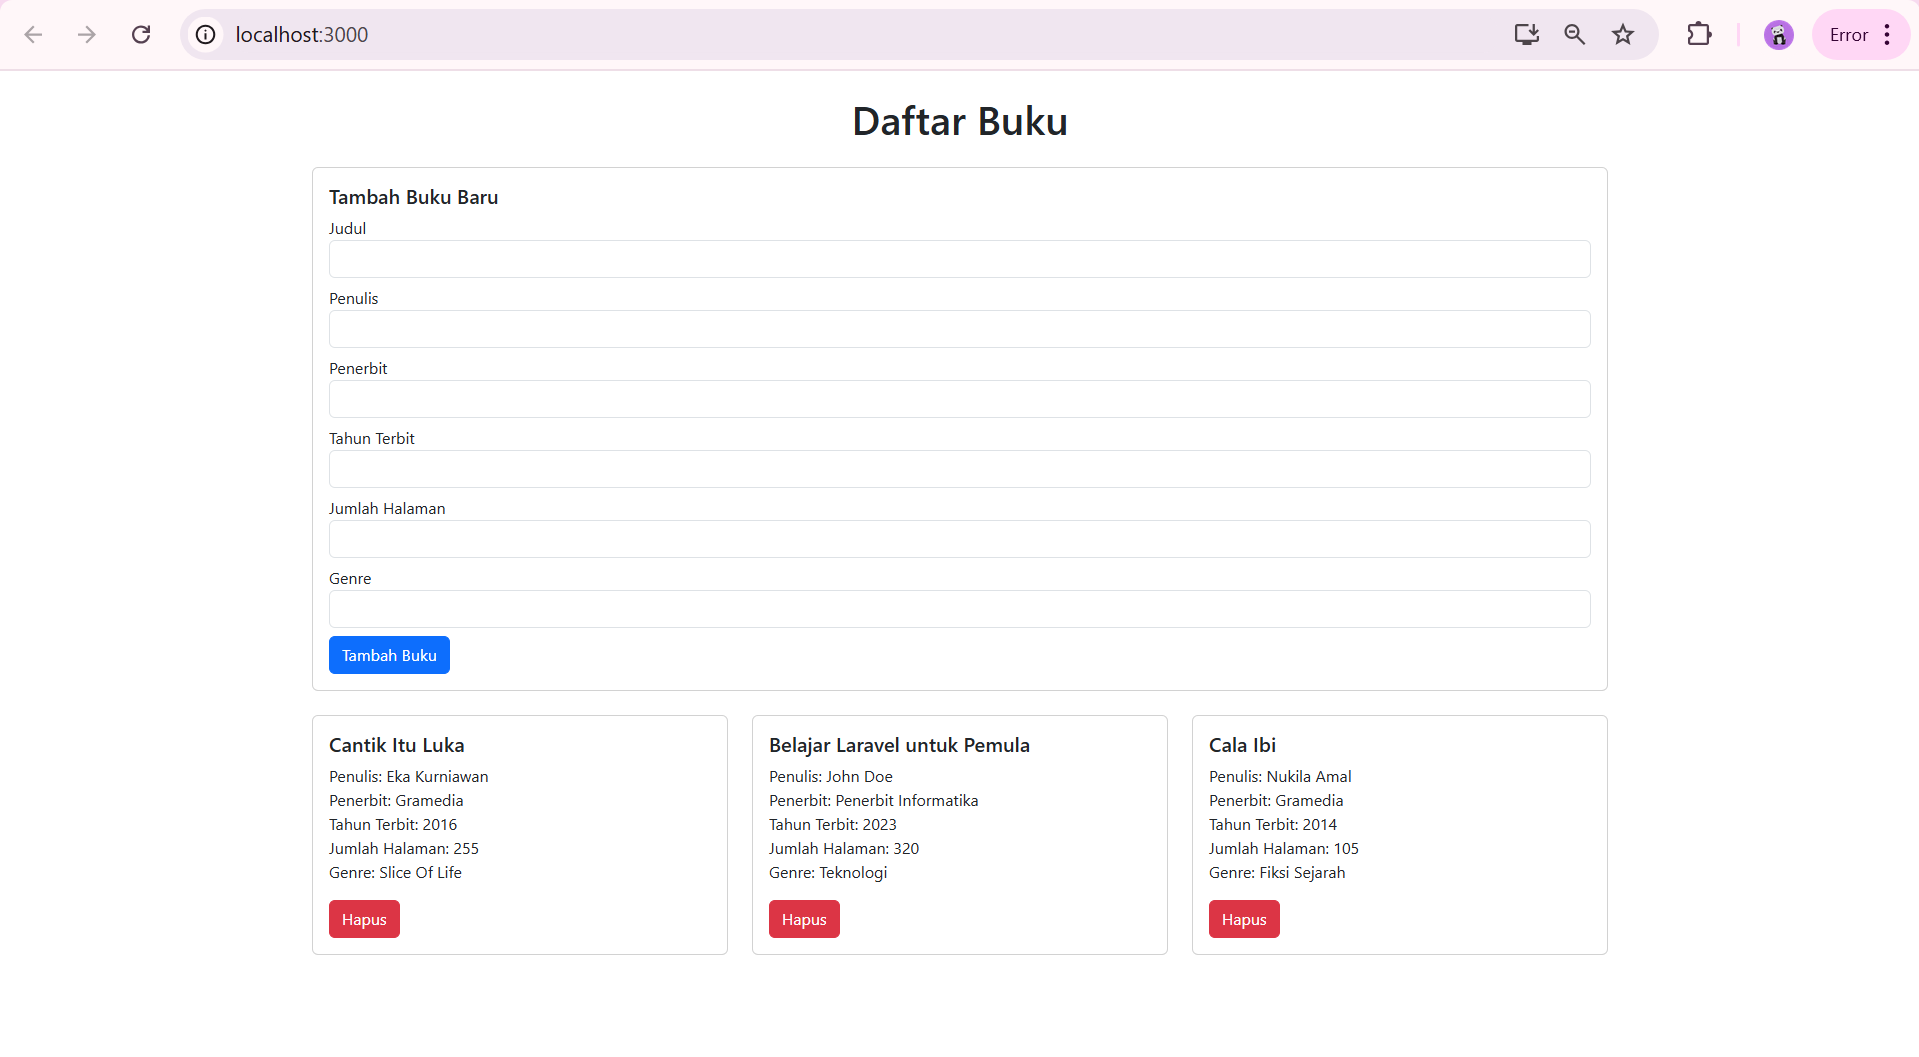 localhost:3000
Error
Daftar Buku
Tambah Buku Baru
Judul
Penulis
Penerbit
Tahun Terbit
Jumlah Halaman
Genre
Tambah Buku
Cantik Itu Luka
Penulis: Eka Kurniawan
Penerbit: Gramedia
Tahun Terbit: 2016
Jumlah Halaman: 255
Genre: Slice Of Life
Hapus
Belajar Laravel untuk Pemula
Penulis: John Doe
Penerbit: Penerbit Informatika
Tahun Terbit: 2023
Jumlah Halaman: 320
Genre: Teknologi
Hapus
Cala Ibi
Penulis: Nukila Amal
Penerbit: Gramedia
Tahun Terbit: 2014
Jumlah Halaman: 105
Genre: Fiksi Sejarah
Hapus